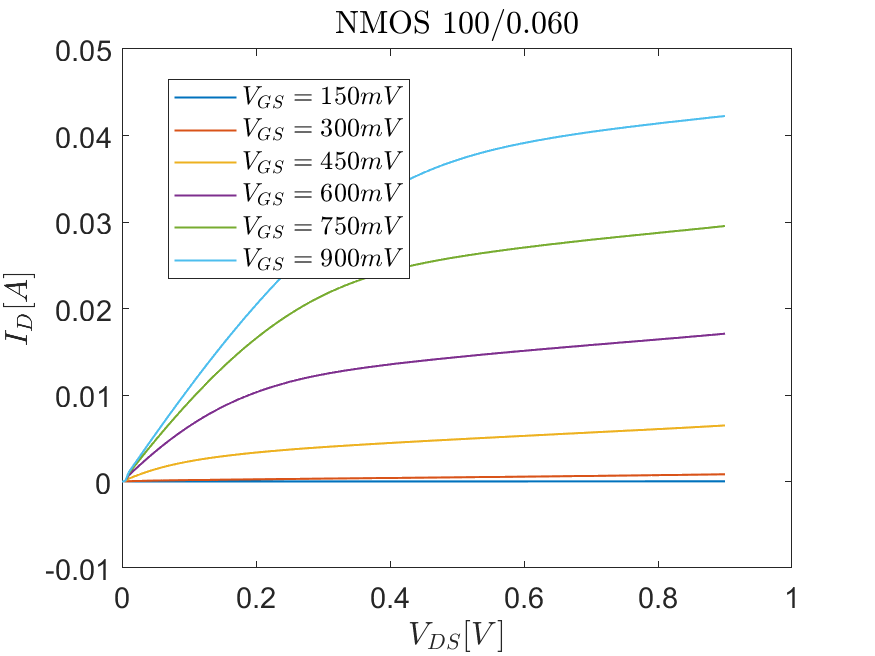 NMOS 100/0.060
0.05
0.04
0.03
0.02
0.01
0
-0.01
I_D[A]
V_GS = 150mV
V_GS = 300mV
V_GS = 450mV
V_GS = 600mV
V_GS = 750mV
V_GS = 900mV
0 0.2 0.4 0.6 0.8 1
V_DS[V]